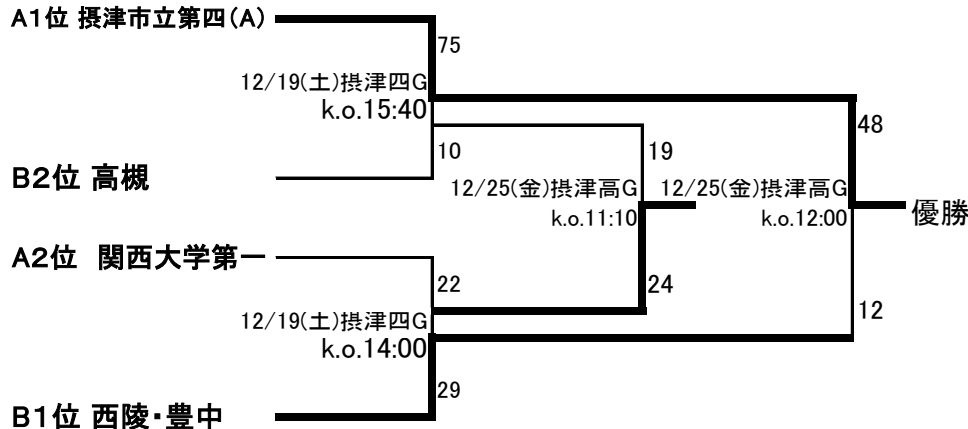 A1位 摂津市立第四(A)
75
12/19(土)摂津四G
k.o.15:40
48
10
19
B2位 高槻
12/25(金)摂津高G
12/25(金)摂津高G
k.o.11:10
k.o.12:00
優勝
A2位 関西大学第一
22
24
12
12/19(土)摂津四G
k.o.14:00
29
B1位 西陵・豊中